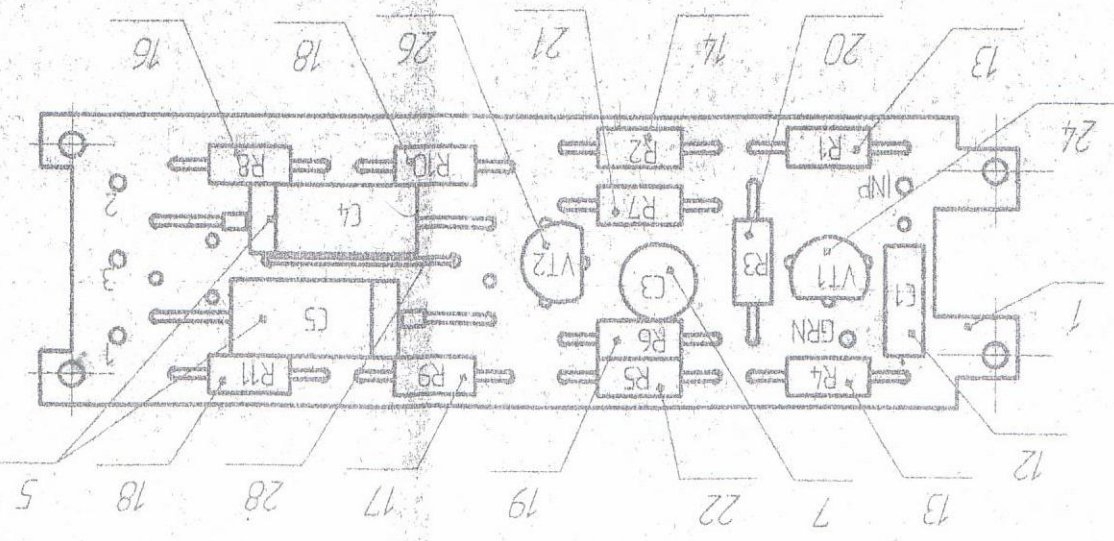 12 13 7 22 19 17 28 18 5
1
R4 R5 R9 R11
GRN R6 1
C1 VT1 R3 C3 VT2 C5 3
INP R7 C4 2
R1 R2 R10 R8
24 13 20 14 21 26 18 16